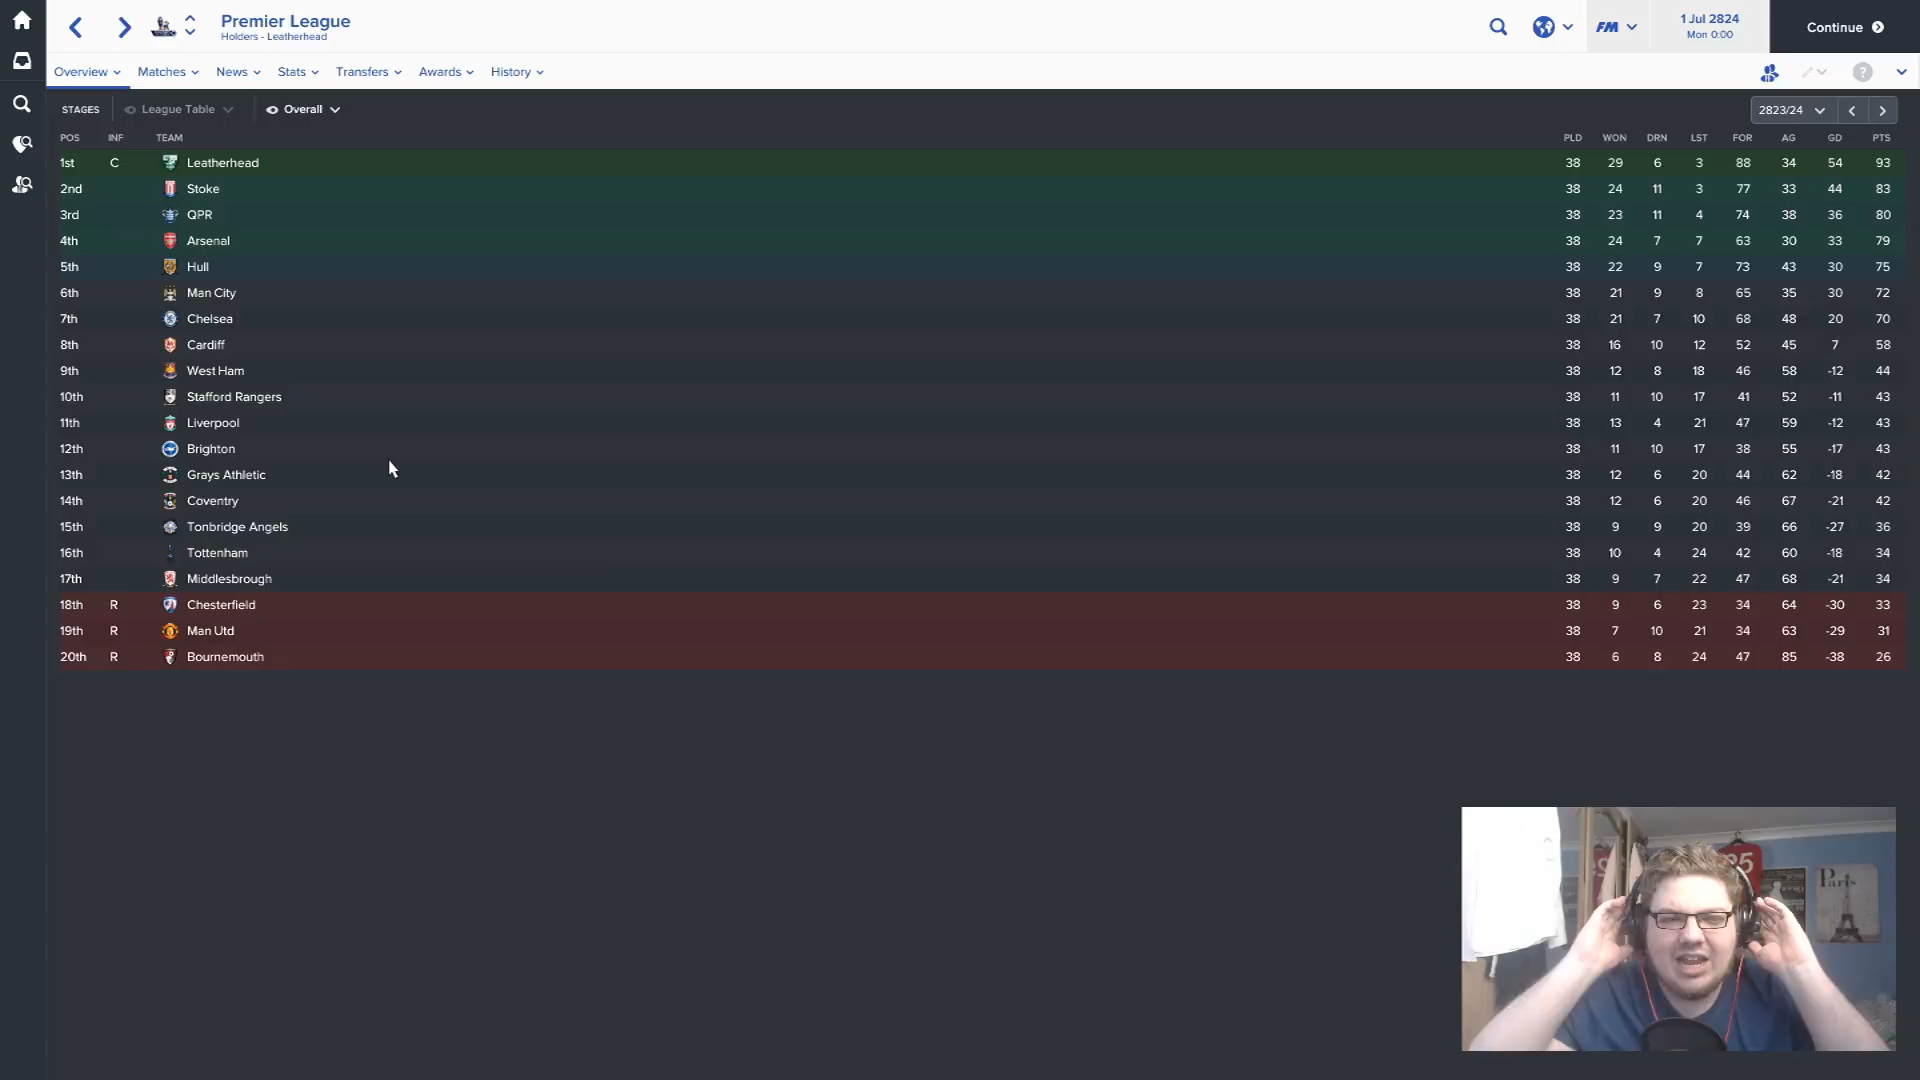 Premier League
Holders - Leatherhead
FM
1 Jul 2824
Mon 0:00
Continue
Overview Matches News Stats Transfers Awards History
?
STAGES League Table Overall 2823/24
POS INF TEAM PLD WON DRN LST FOR AG GD PTS
1st C Leatherhead 38 29 6 3 88 34 54 93
2nd Stoke 38 24 11 3 77 33 44 83
3rd QPR 38 23 11 4 74 38 36 80
4th Arsenal 38 24 7 7 63 30 33 79
5th Hull 38 22 9 7 73 43 30 75
6th Man City 38 21 9 8 65 35 30 72
7th Chelsea 38 21 7 10 68 48 20 70
8th Cardiff 38 16 10 12 52 45 7 58
9th West Ham 38 12 8 18 46 58 -12 44
10th Stafford Rangers 38 11 10 17 41 52 -11 43
11th Liverpool 38 13 4 21 47 59 -12 43
12th Brighton 38 11 10 17 38 55 -17 43
13th Grays Athletic 38 12 6 20 44 62 -18 42
14th Coventry 38 12 6 20 46 67 -21 42
15th Tonbridge Angels 38 9 9 20 39 66 -27 36
16th Tottenham 38 10 4 24 42 60 -18 34
17th Middlesbrough 38 9 7 22 47 68 -21 34
18th R Chesterfield 38 9 6 23 34 64 -30 33
19th R Man Utd 38 7 10 21 34 63 -29 31
20th R Bournemouth 38 6 8 24 47 85 -38 26
Paris